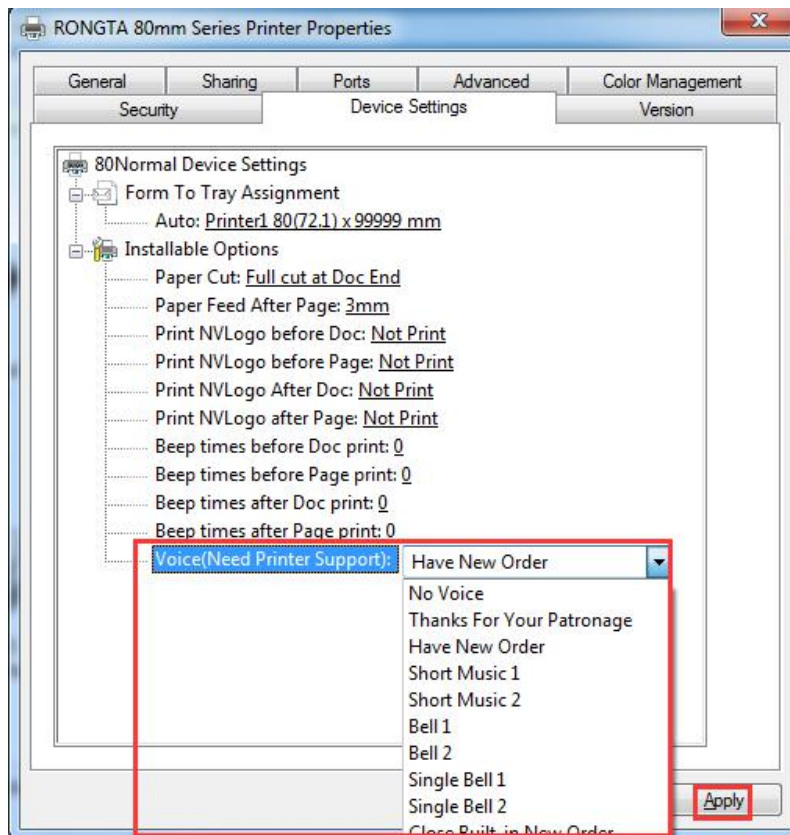 RONGTA 80mm Series Printer Properties
General Sharing Ports Advanced Color Management
Security Device Settings Version
80Normal Device Settings
Form To Tray Assignment
Auto: Printer1 80(72.1) x 99999 mm
Installable Options
Paper Cut: Full cut at Doc End
Paper Feed After Page: 3mm
Print NVLogo before Doc: Not Print
Print NVLogo before Page: Not Print
Print NVLogo After Doc: Not Print
Print NVLogo after Page: Not Print
Beep times before Doc print: 0
Beep times before Page print: 0
Beep times after Doc print: 0
Beep times after Page print: 0
Voice(Need Printer Support): Have New Order
No Voice
Thanks For Your Patronage
Have New Order
Short Music 1
Short Music 2
Bell 1
Bell 2
Single Bell 1
Single Bell 2
Close Built-in New Order
Apply